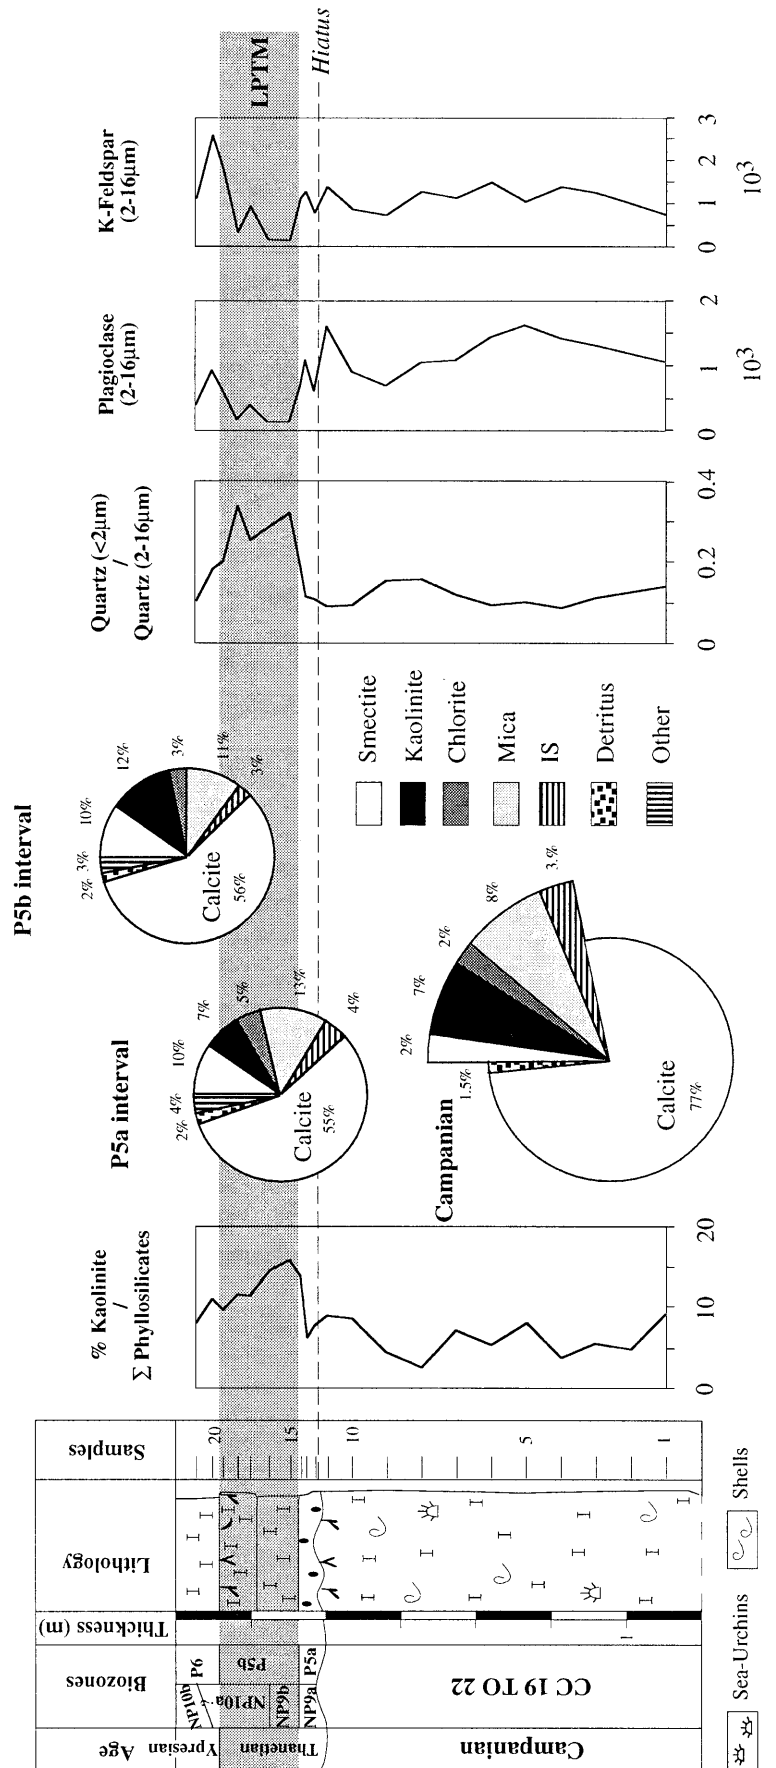 Age
Biozones
Thickness (m)
Lithology
Samples
Ypresian
Thanetian
Campanian
NP10b
NP10a
NP9b
NP9a
P6
P5b
P5a
CC 19 TO 22
1
20
15
10
5
1
Sea-Urchins
Shells
% Kaolinite
/
Σ Phyllosilicates
0
10
20
P5a interval
2%
4%
10%
7%
5%
13%
4%
Calcite
55%
P5b interval
2%
3%
10%
12%
3%
11%
3%
Calcite
56%
Campanian
1.5%
2%
7%
2%
8%
3.%
Calcite
77%
Smectite
Kaolinite
Chlorite
Mica
IS
Detritus
Other
Quartz (<2µm)
/
Quartz (2-16µm)
0
0.2
0.4
Plagioclase
(2-16µm)
0
1
2
10³
K-Feldspar
(2-16µm)
0
1
2
3
10³
LPTM
Hiatus